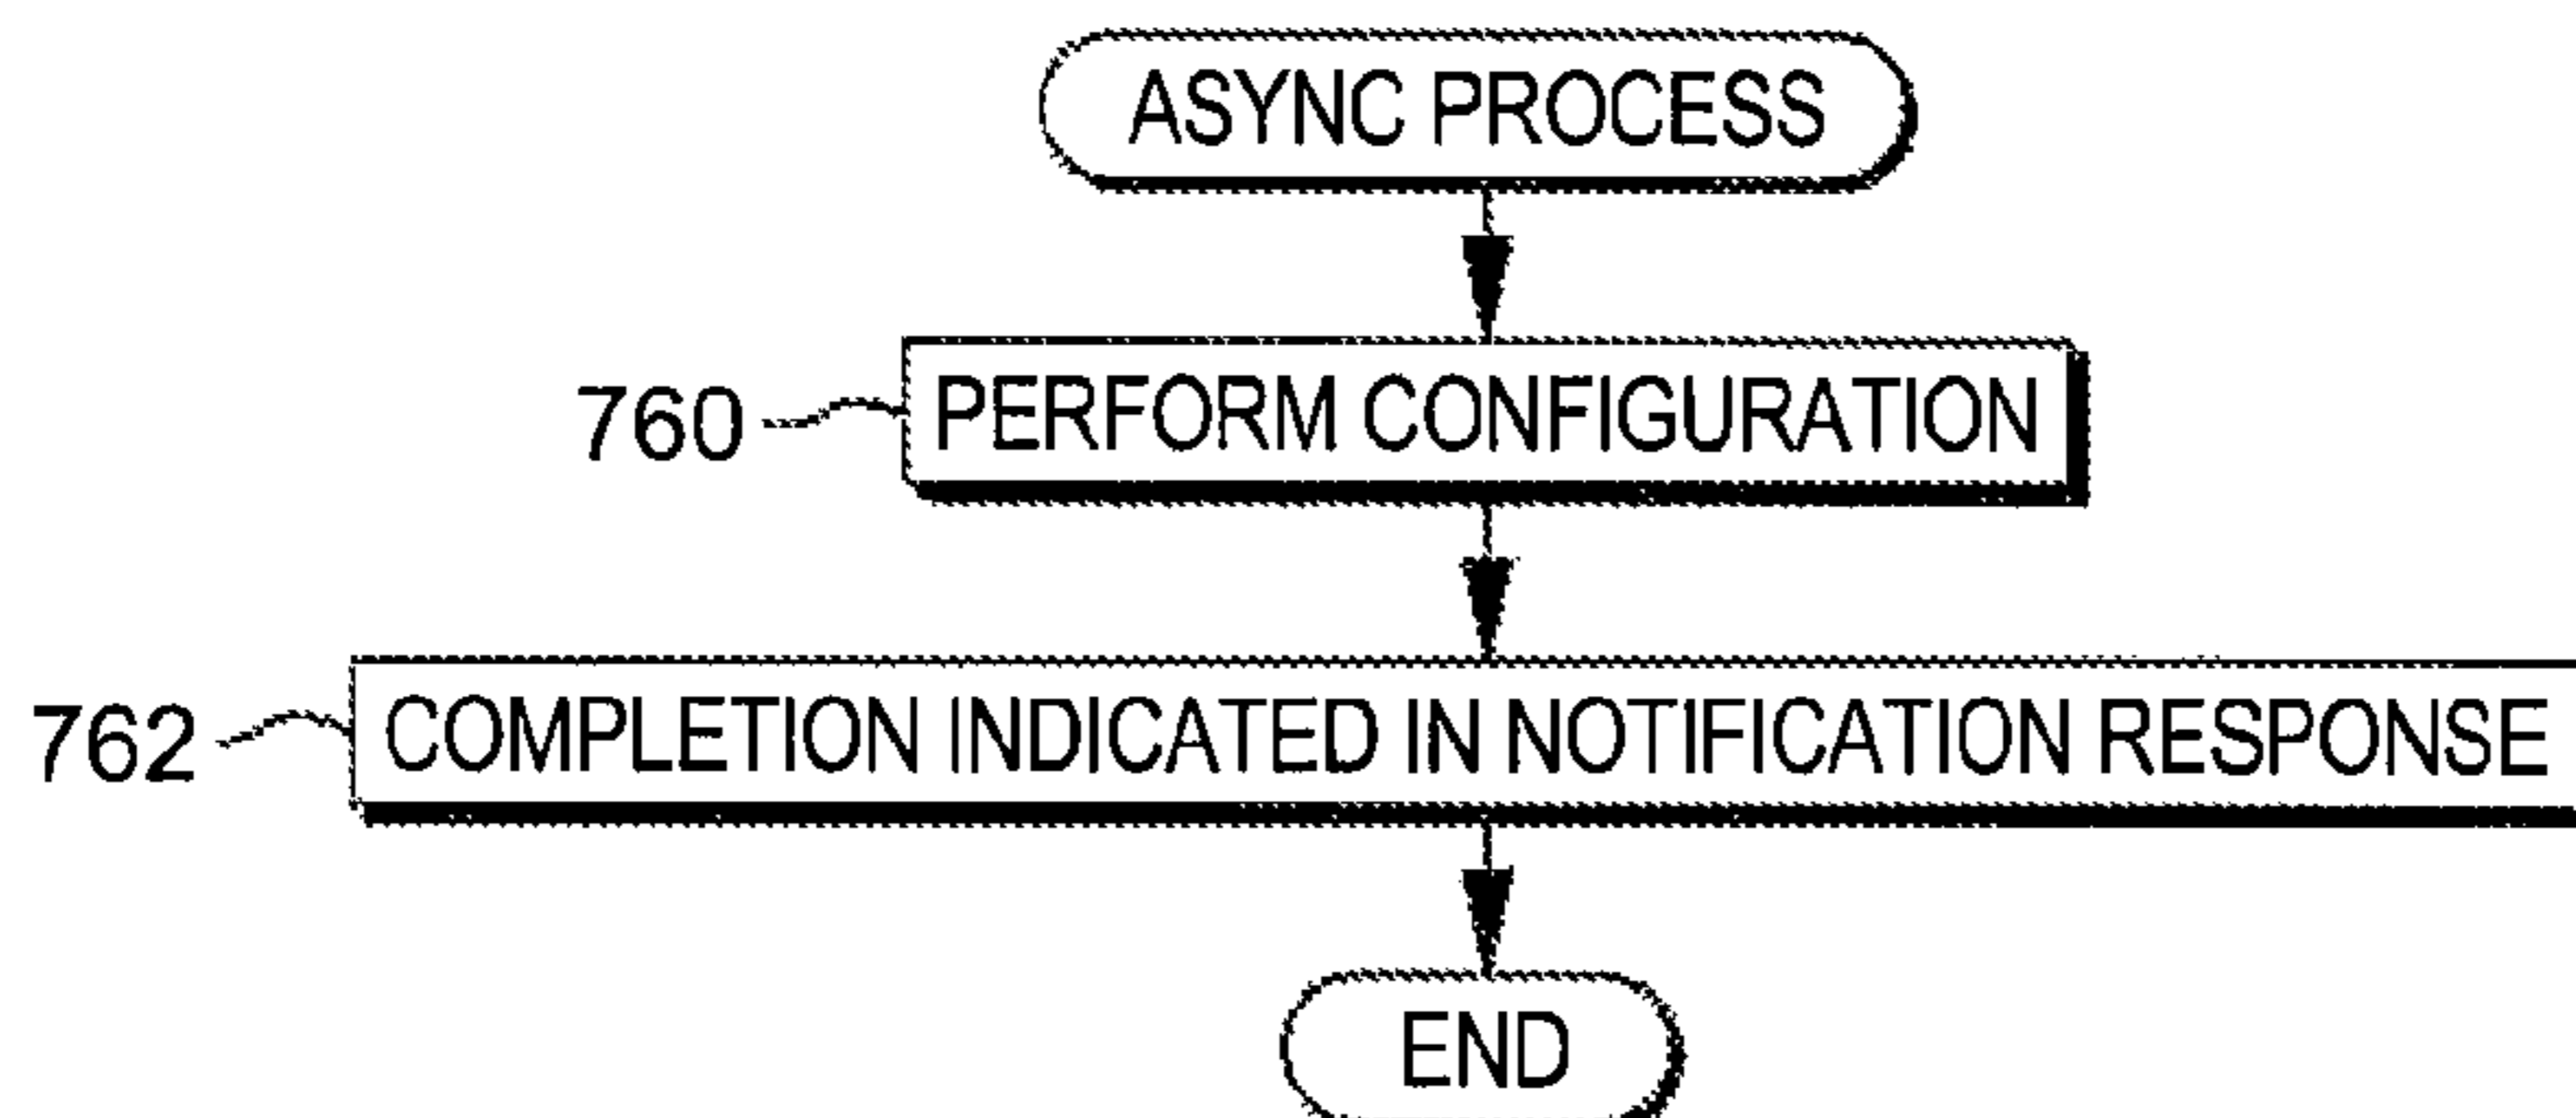 ASYNC PROCESS
760 PERFORM CONFIGURATION
762 COMPLETION INDICATED IN NOTIFICATION RESPONSE
END